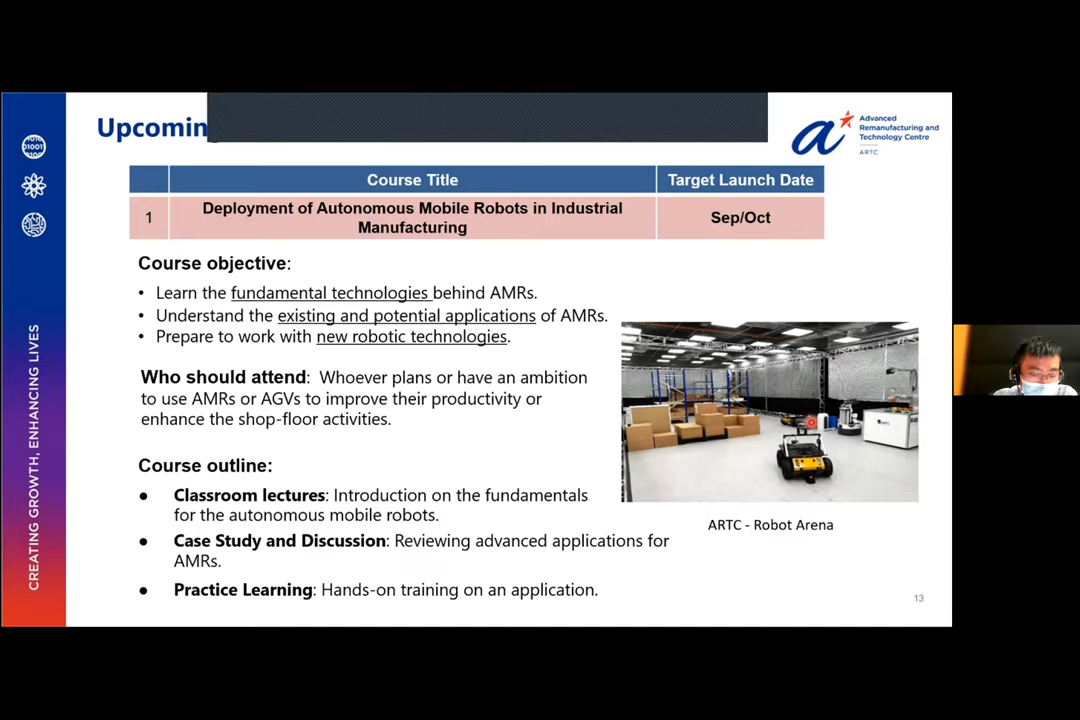 CREATING GROWTH, ENHANCING LIVES
Upcomin
Advanced
Remanufacturing and
Technology Centre
ARTC
Course Title
Target Launch Date
1
Deployment of Autonomous Mobile Robots in Industrial
Manufacturing
Sep/Oct
Course objective:
• Learn the fundamental technologies behind AMRs.
• Understand the existing and potential applications of AMRs.
• Prepare to work with new robotic technologies.
Who should attend: Whoever plans or have an ambition
to use AMRs or AGVs to improve their productivity or
enhance the shop-floor activities.
Course outline:
● Classroom lectures: Introduction on the fundamentals
for the autonomous mobile robots.
● Case Study and Discussion: Reviewing advanced applications for
AMRs.
● Practice Learning: Hands-on training on an application.
ARTC - Robot Arena
13